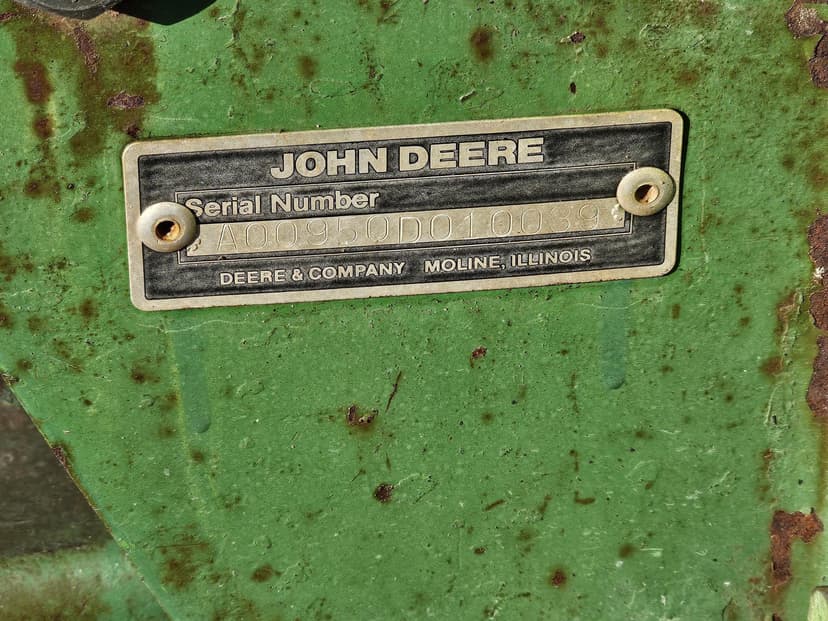 JOHN DEERE
Serial Number
A00950D010039
DEERE & COMPANY MOLINE, ILLINOIS